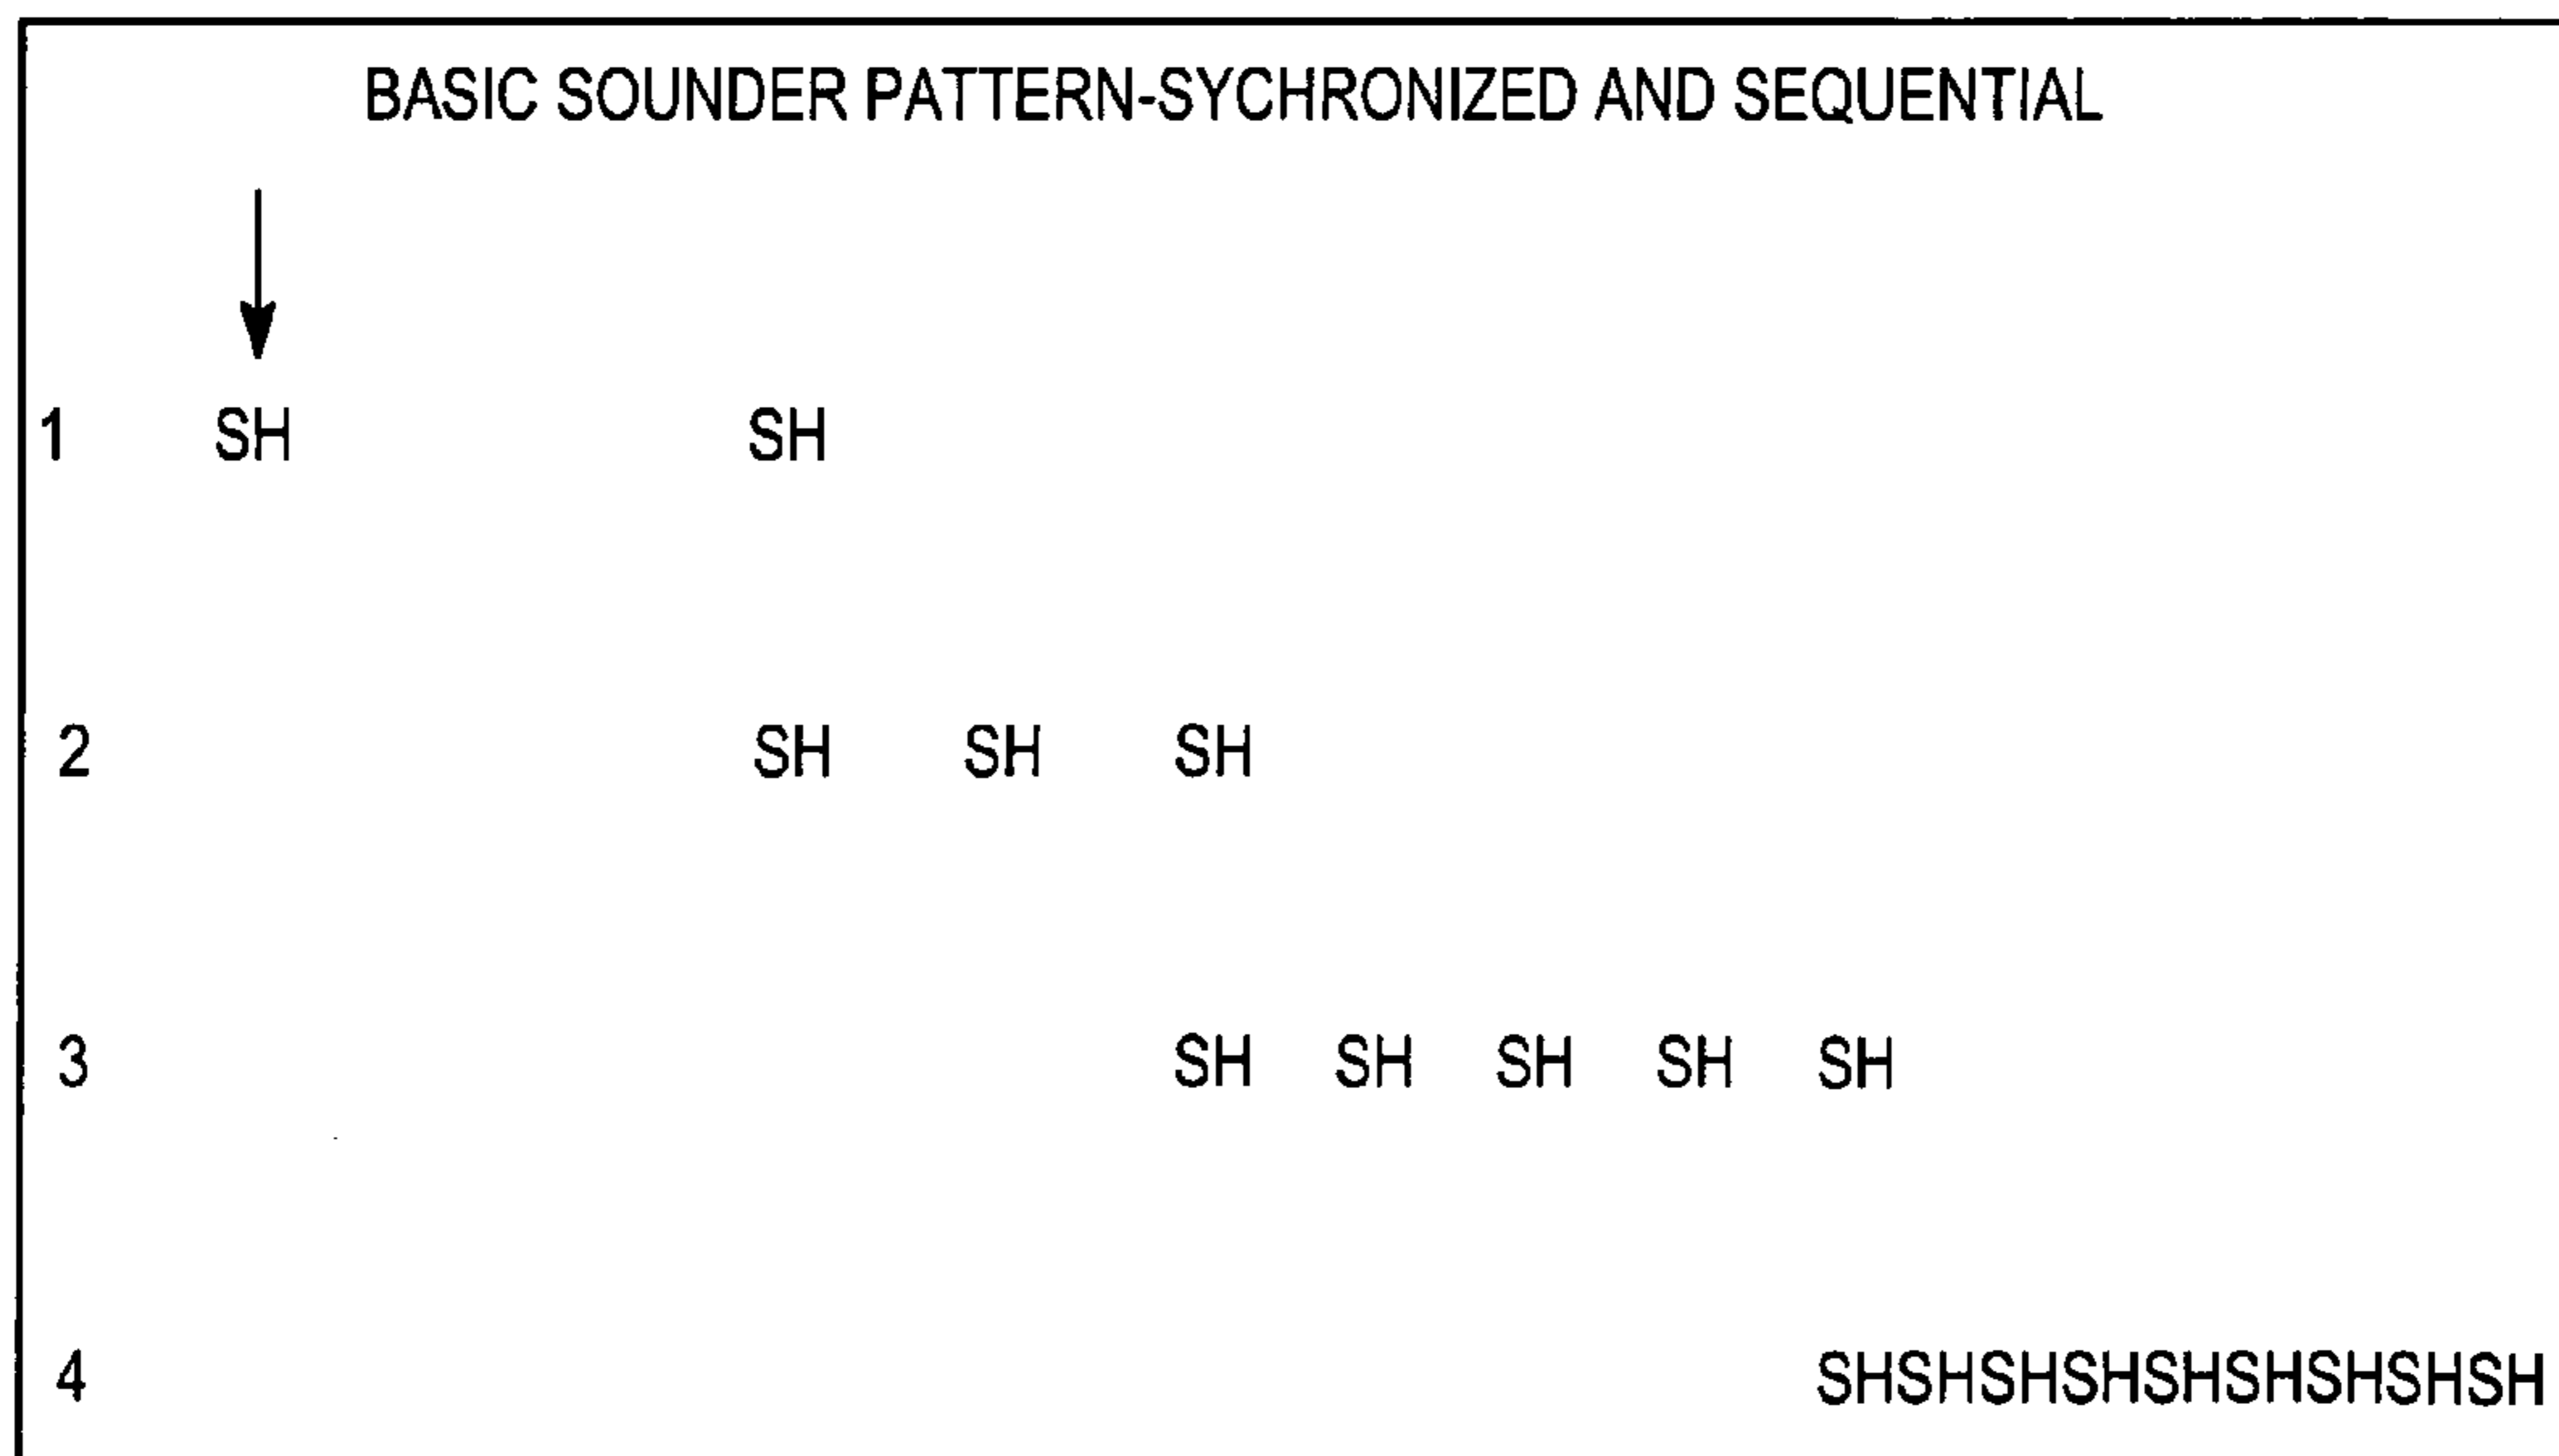 BASIC SOUNDER PATTERN-SYCHRONIZED AND SEQUENTIAL
1 SH SH
2 SH SH SH
3 SH SH SH SH SH
4 SHSHSHSHSHSHSHSHSH